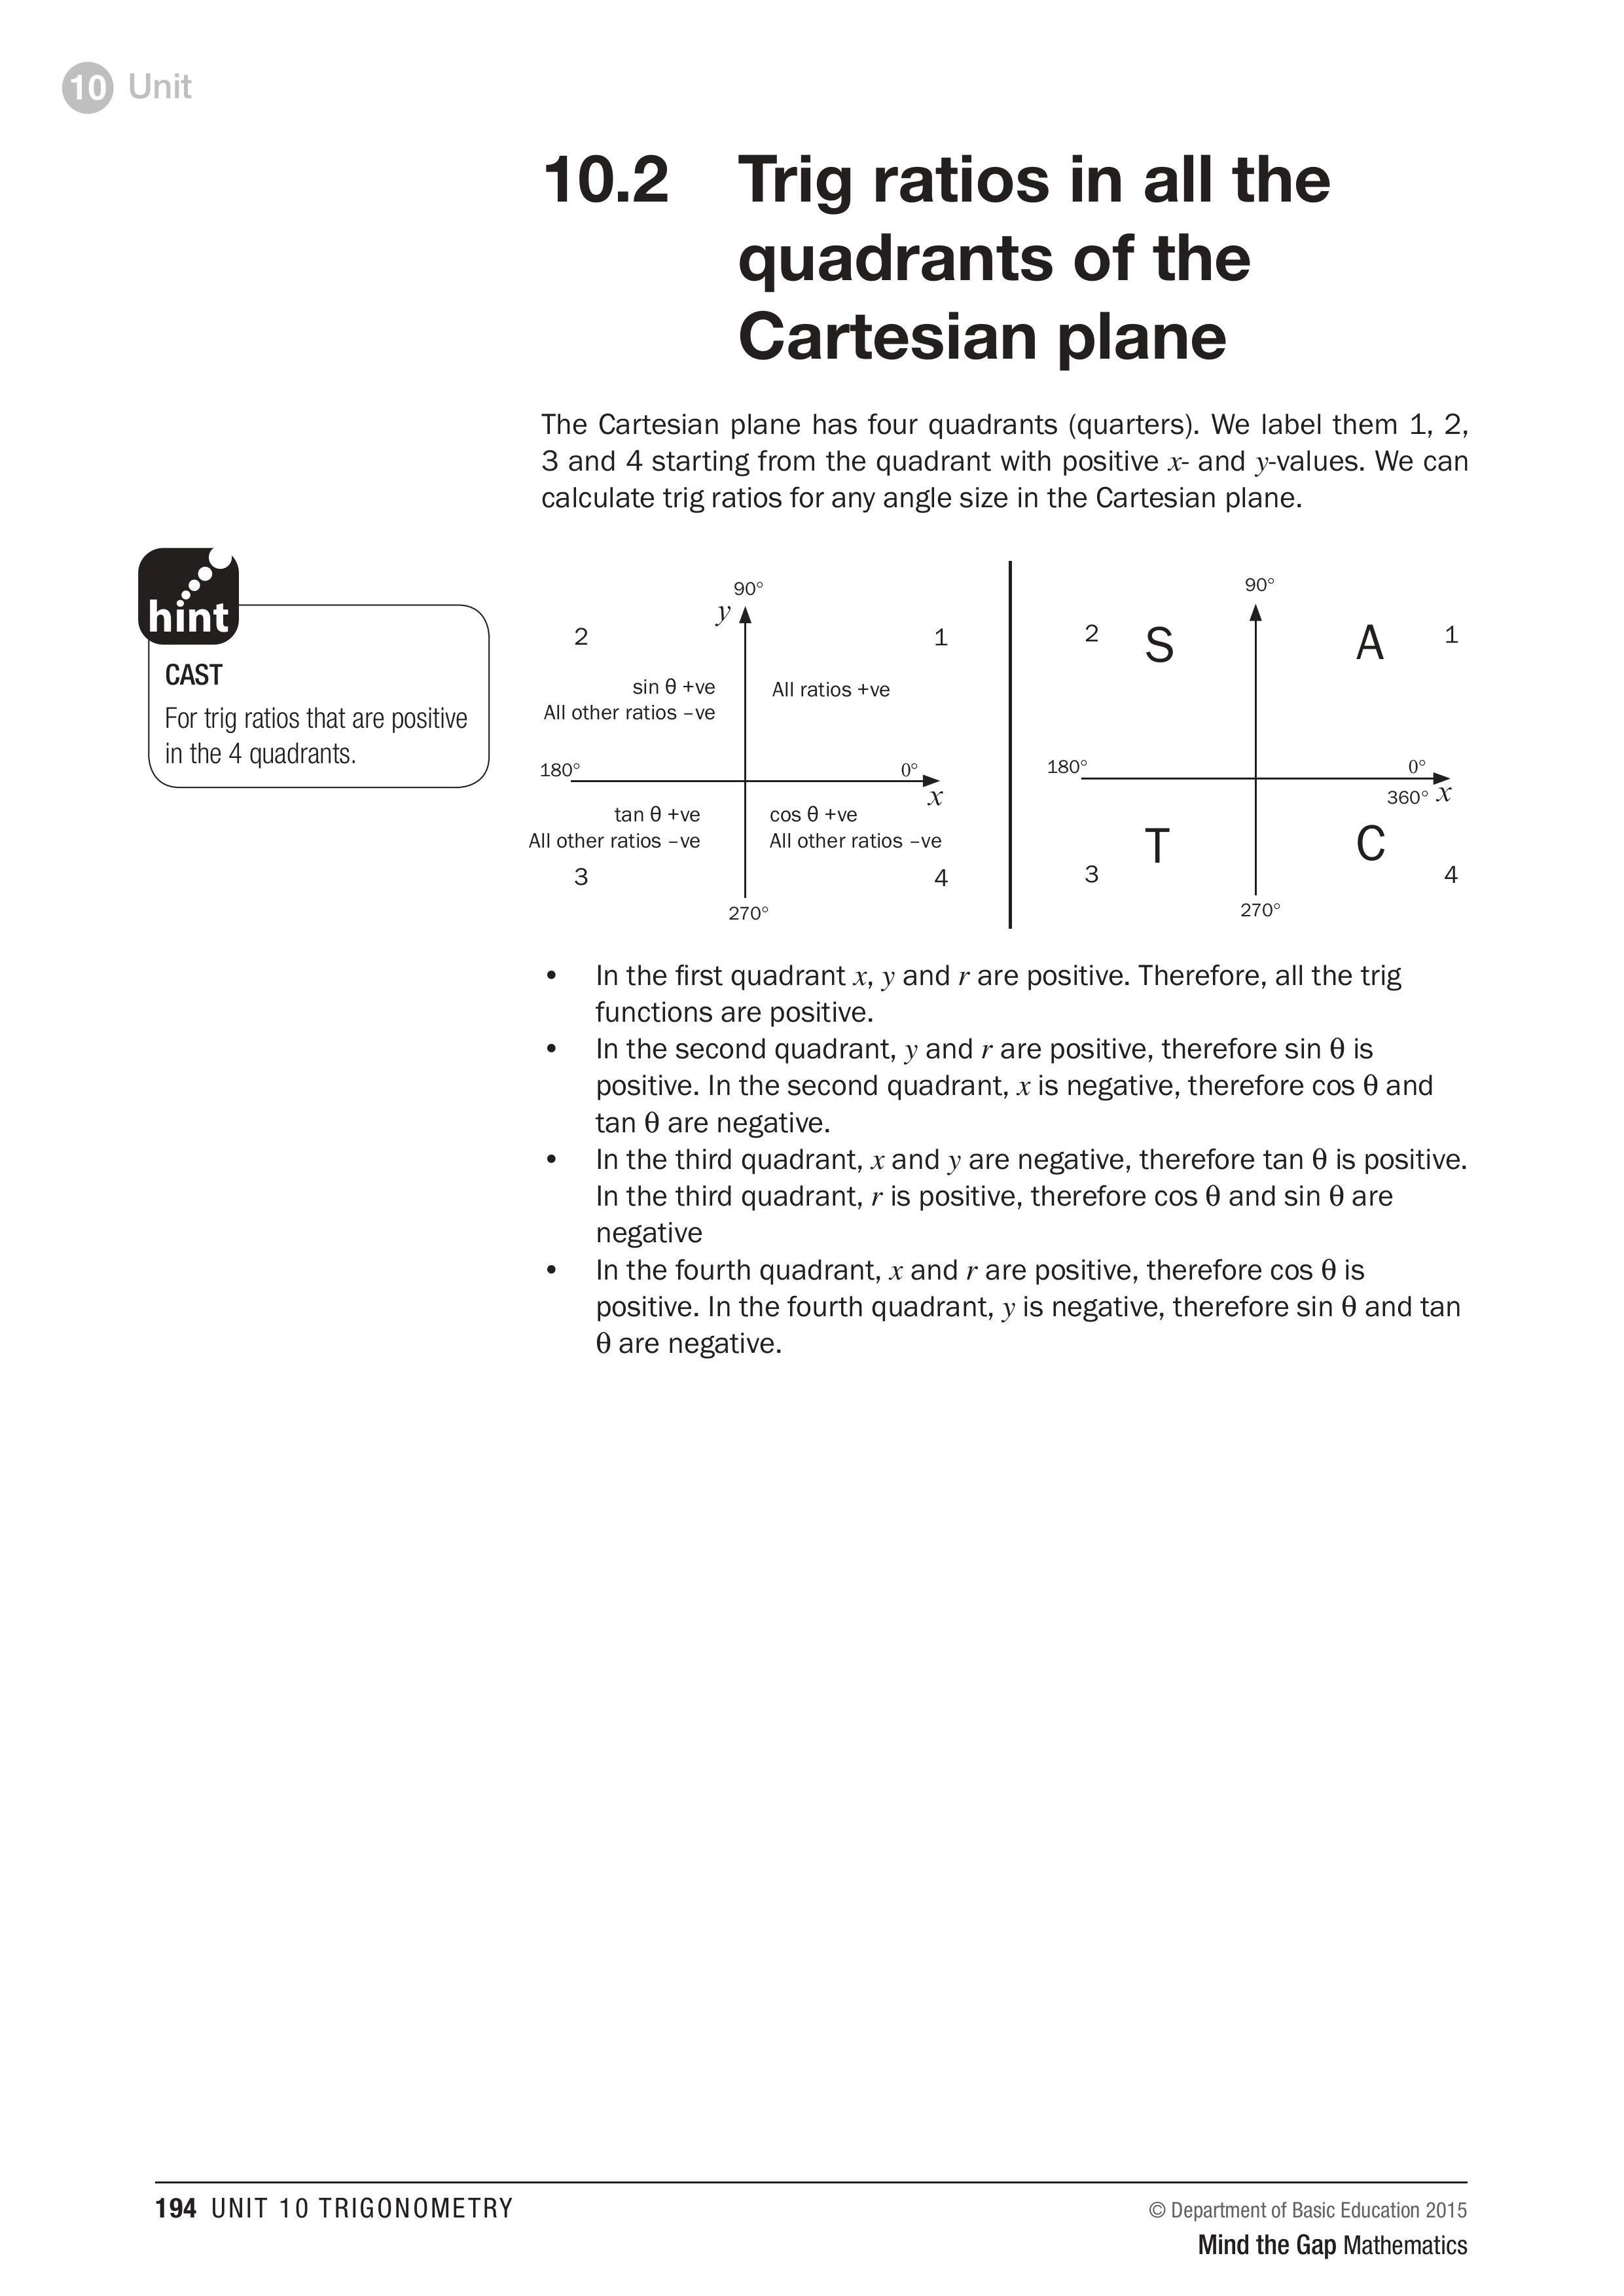 10 Unit
10.2 Trig ratios in all the
quadrants of the
Cartesian plane
The Cartesian plane has four quadrants (quarters). We label them 1, 2,
3 and 4 starting from the quadrant with positive x- and y-values. We can
calculate trig ratios for any angle size in the Cartesian plane.
hint
CAST
For trig ratios that are positive
in the 4 quadrants.
90°
y
2
1
sin θ +ve
All other ratios –ve
All ratios +ve
180°
0°
x
tan θ +ve
All other ratios –ve
cos θ +ve
All other ratios –ve
3
4
270°
90°
2
S
A
1
180°
0°
360°
x
T
C
3
4
270°
• In the first quadrant x, y and r are positive. Therefore, all the trig
functions are positive.
• In the second quadrant, y and r are positive, therefore sin θ is
positive. In the second quadrant, x is negative, therefore cos θ and
tan θ are negative.
• In the third quadrant, x and y are negative, therefore tan θ is positive.
In the third quadrant, r is positive, therefore cos θ and sin θ are
negative
• In the fourth quadrant, x and r are positive, therefore cos θ is
positive. In the fourth quadrant, y is negative, therefore sin θ and tan
θ are negative.
194 UNIT 10 TRIGONOMETRY
© Department of Basic Education 2015
Mind the Gap Mathematics